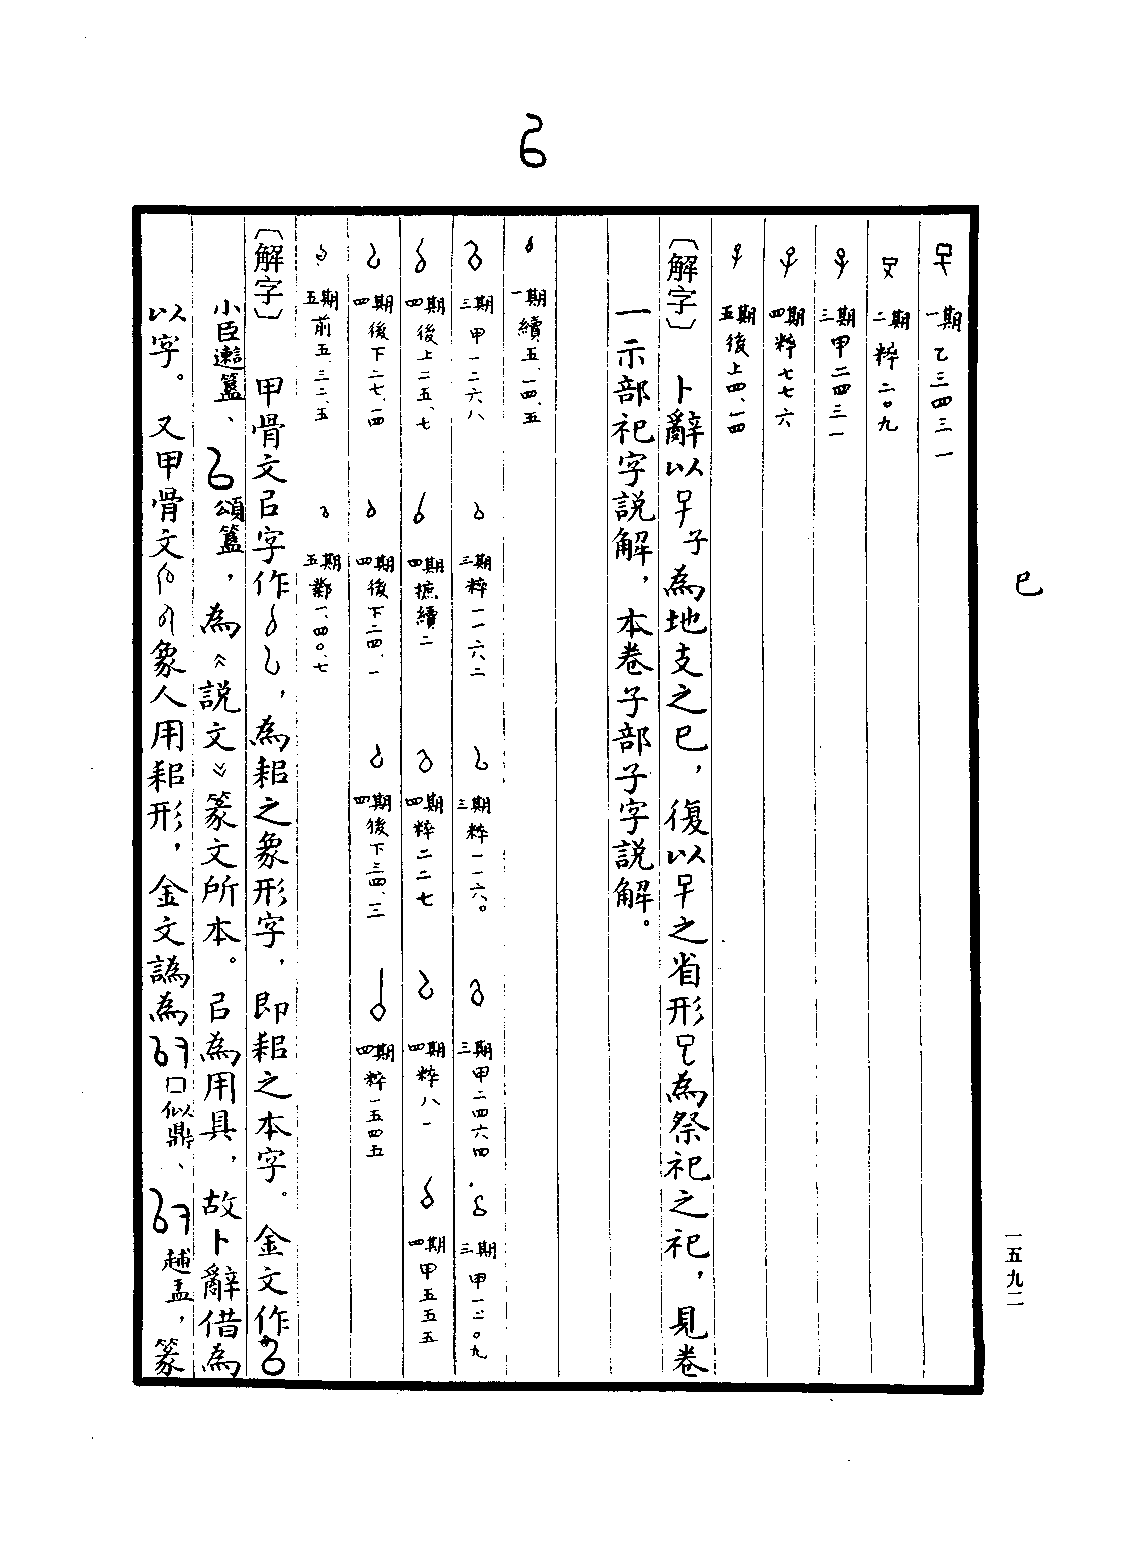 巳
一五九二
一期 乙三四三一
二期 粹二〇九
三期 甲二四三一
四期 粹七七六
五期 後上四、一四
〔解字〕 卜辭以 子為地支之巳，復以 之省形 為祭祀之祀，見卷
一示部祀字說解，本卷子部子字說解。
一期 續五、一四、五
三期 甲一二六八 三期 粹一一六二 三期 粹一一六〇 三期 甲二四六四 三期 甲一二〇九
四期 後上二五、七 四期 摭續二 四期 粹二二七 四期 粹八一 四期 甲五五五
四期 後下二七、一四 四期 後下二四、一 四期 後下三四、三 四期 粹一五四五
五期 前五、三二、五 五期 鄴一、四〇、七
〔解字〕 甲骨文㠯字作 ，為耜之象形字，即耜之本字。金文作
小臣 簋、 頌簋，為《說文》篆文所本。㠯為用具，故卜辭借為
以字。又甲骨文 象人用耜形，金文譌為 口似鼎、 趞孟，篆